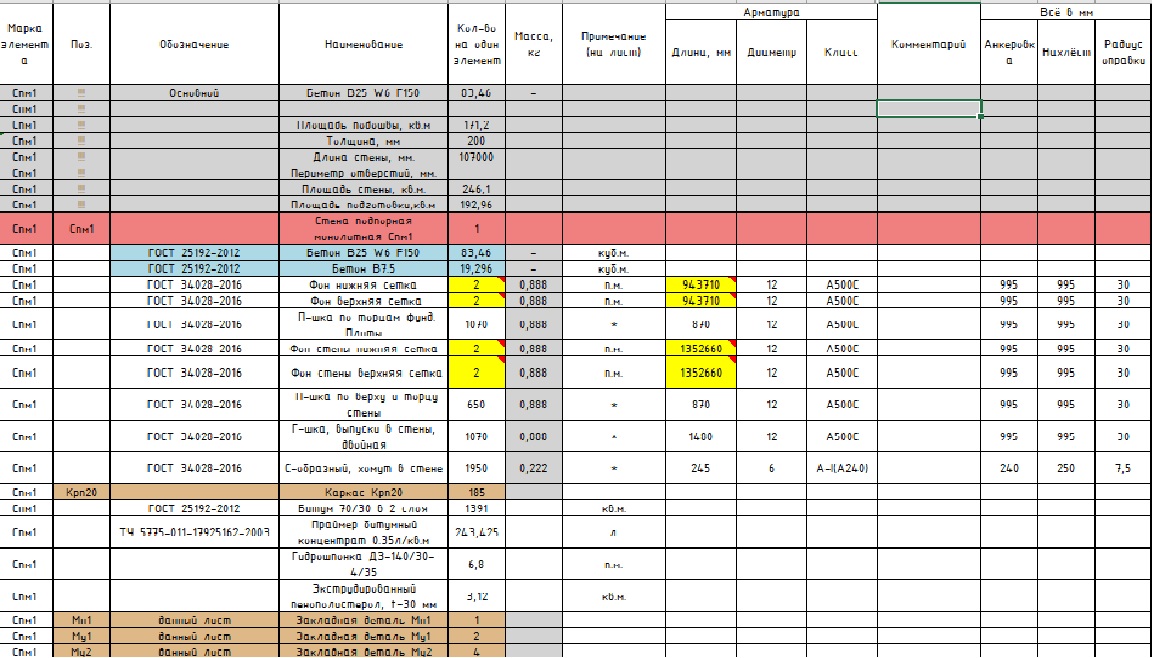 Арматура Всё в мм
Марка элемента Поз. Обозначение Наименование Кол-во на один элемент Масса, кг Примечание (на лист) Длина, мм Диаметр Класс Комментарий Анкеровка Нахлёст Радиус оправки
Спм1 Основной Бетон B25 W6 F150 83,46 -
Спм1
Спм1 Площадь подошвы, кв.м 171,2
Спм1 Толщина, мм 200
Спм1 Длина стены, мм. 107000
Спм1 Периметр отверстий, мм.
Спм1 Площадь стены, кв.м. 246,1
Спм1 Площадь подготовки,кв.м 192,96
Спм1 Спм1 Стена подпорная монолитная Спм1 1
Спм1 ГОСТ 25192-2012 Бетон B25 W6 F150 83,46 - куб.м.
Спм1 ГОСТ 25192-2012 Бетон B7.5 19,296 - куб.м.
Спм1 ГОСТ 34028-2016 Фон нижняя сетка 2 0,888 п.м. 943710 12 А500С 995 995 30
Спм1 ГОСТ 34028-2016 Фон верхняя сетка 2 0,888 п.м. 943710 12 А500С 995 995 30
Спм1 ГОСТ 34028-2016 П-шка по торцам фунд. Плиты 1070 0,888 * 870 12 А500С 995 995 30
Спм1 ГОСТ 34028-2016 Фон стены нижняя сетка 2 0,888 п.м. 1352660 12 А500С 995 995 30
Спм1 ГОСТ 34028-2016 Фон стены верхняя сетка 2 0,888 п.м. 1352660 12 А500С 995 995 30
Спм1 ГОСТ 34028-2016 П-шка по верху и торцу стены 650 0,888 * 870 12 А500С 995 995 30
Спм1 ГОСТ 34028-2016 Г-шка, выпуски в стены, двойная 1070 0,888 * 1480 12 А500С 995 995 30
Спм1 ГОСТ 34028-2016 С-образный, хомут в стене 1950 0,222 * 245 6 А-I(А240) 240 250 7,5
Спм1 Крп20 Каркас Крп20 185
Спм1 ГОСТ 25192-2012 Битум 70/30 в 2 слоя 1391 кв.м.
Спм1 ТУ 5775-011-17925162-2003 Праймер битумный концентрат 0.35л/кв.м 243,425 л
Спм1 Гидрошпонка ДЗ-140/30-4/35 6,8 п.м.
Спм1 Экструдированный пенополистерол, t=30 мм 3,12 кв.м.
Спм1 Мн1 данный лист Закладная деталь Мн1 1
Спм1 Му1 данный лист Закладная деталь Му1 2
Спм1 Му2 данный лист Закладная деталь Му2 4